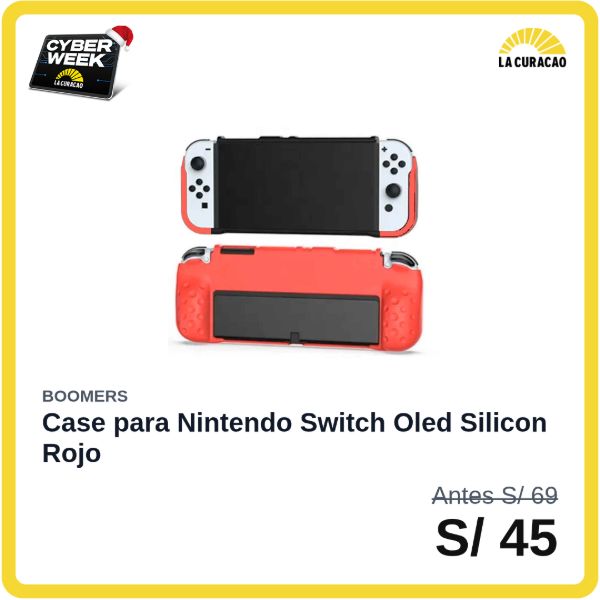 CYBER
WEEK
LA CURACAO
LA CURACAO
BOOMERS
Case para Nintendo Switch Oled Silicon
Rojo
Antes S/ 69
S/ 45